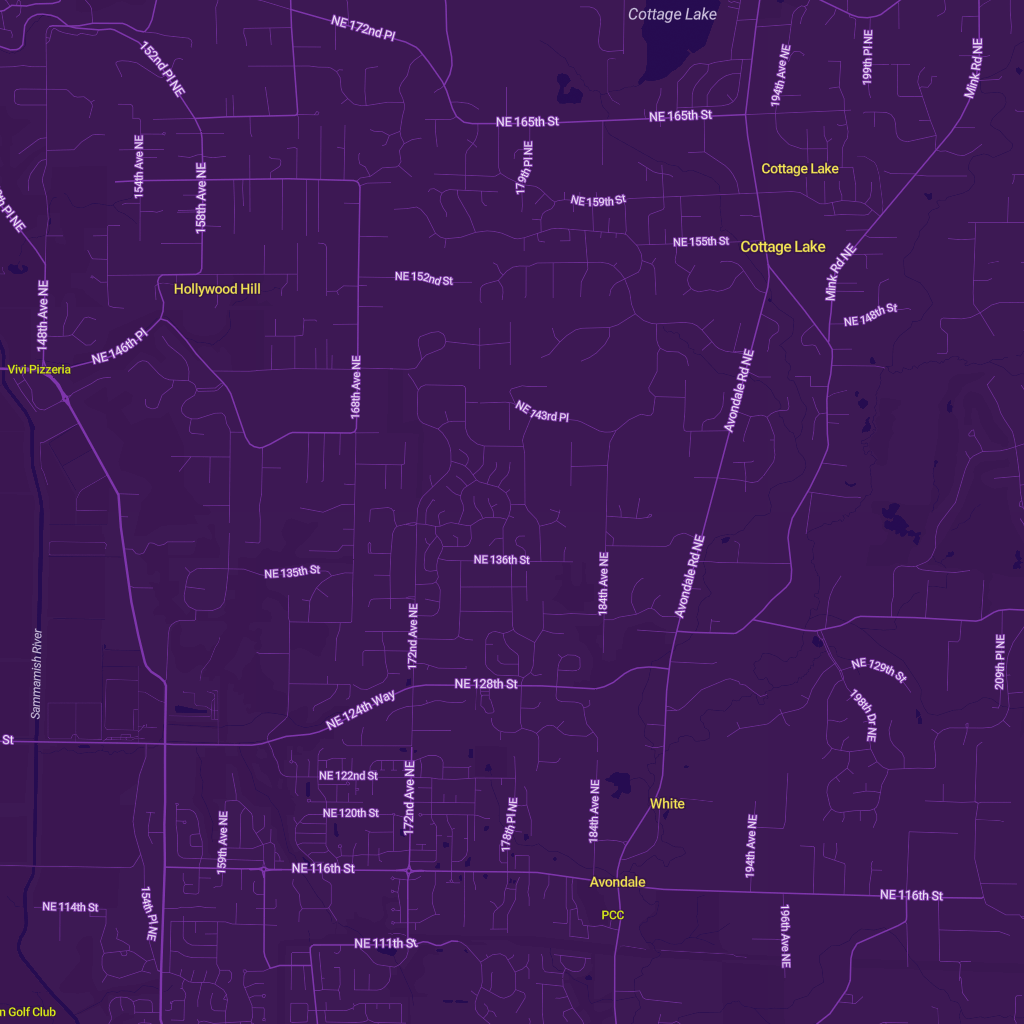 Cottage Lake
NE 172nd Pl
152nd Pl NE
194th Ave NE
199th Pl NE
Mink Rd NE
NE 165th St
NE 165th St
154th Ave NE
158th Ave NE
179th Pl NE
Cottage Lake
NE 159th St
Pl NE
NE 155th St
Cottage Lake
NE 152nd St
Mink Rd NE
Hollywood Hill
148th Ave NE
NE 148th St
NE 146th Pl
Vivi Pizzeria
168th Ave NE
Avondale Rd NE
NE 143rd Pl
NE 136th St
NE 135th St
184th Ave NE
Avondale Rd NE
172nd Ave NE
Sammamish River
209th Pl NE
NE 129th St
NE 128th St
198th Dr NE
NE 124th Way
St
NE 122nd St
172nd Ave NE
NE 120th St
178th Pl NE
184th Ave NE
White
159th Ave NE
194th Ave NE
NE 116th St
Avondale
NE 116th St
154th Pl NE
NE 114th St
PCC
196th Ave NE
NE 111th St
n Golf Club